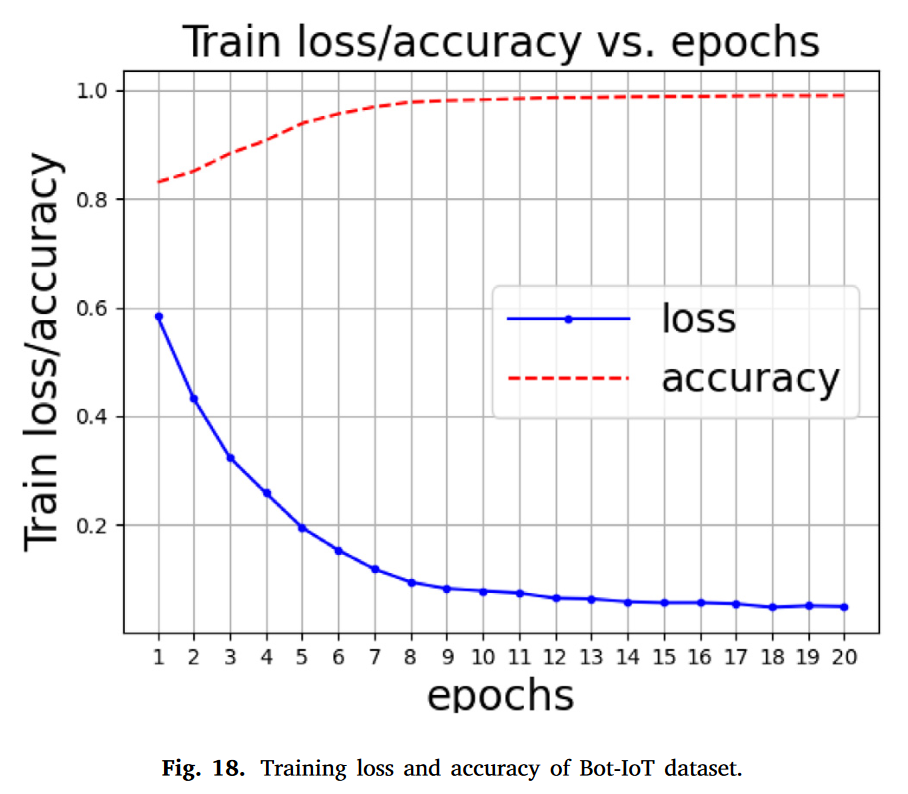 Train loss/accuracy vs. epochs
Train loss/accuracy
1.0
0.8
0.6
0.4
0.2
loss
accuracy
1 2 3 4 5 6 7 8 9 10 11 12 13 14 15 16 17 18 19 20
epochs
Fig. 18. Training loss and accuracy of Bot-IoT dataset.